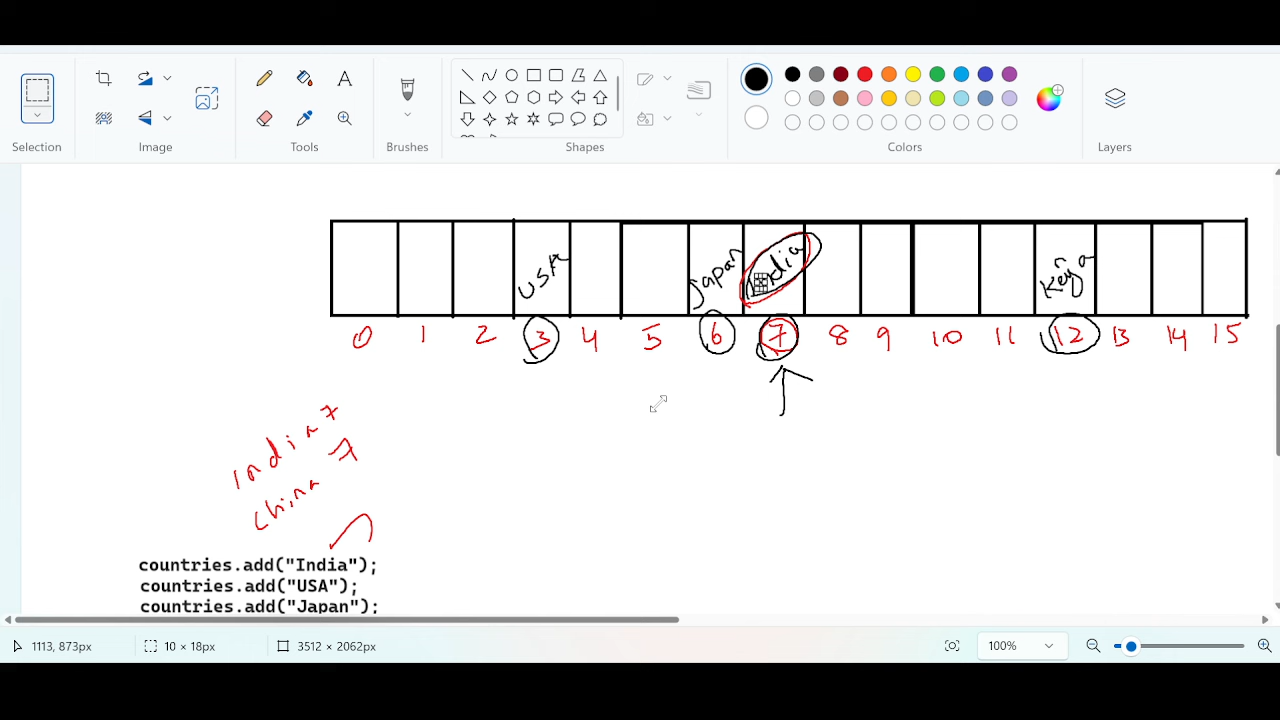 Selection
Image
Tools
Brushes
Shapes
Colors
Layers
USA
Japan
India
Kenya
0 1 2 3 4 5 6 7 8 9 10 11 12 13 14 15
india 7
china 7
countries.add("India");
countries.add("USA");
countries.add("Japan");
1113, 873px
10 × 18px
3512 × 2062px
100%